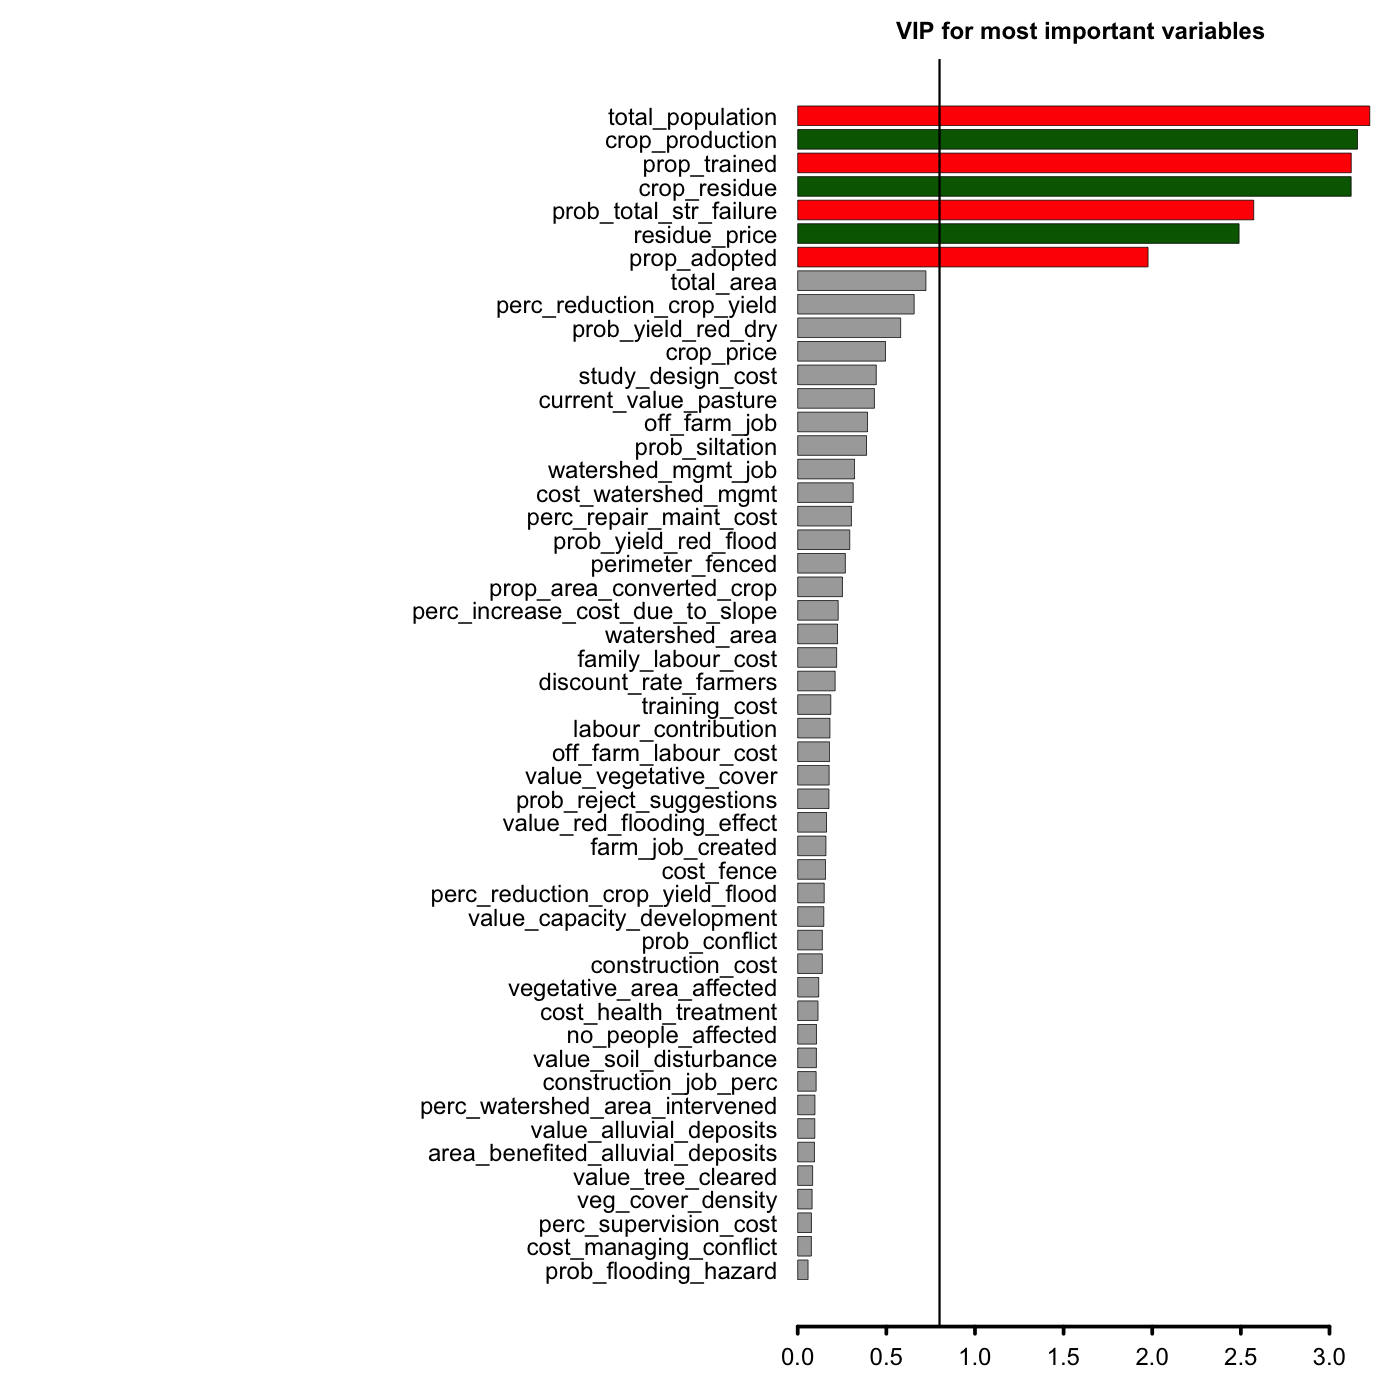 VIP for most important variables
total_population
crop_production
prop_trained
crop_residue
prob_total_str_failure
residue_price
prop_adopted
total_area
perc_reduction_crop_yield
prob_yield_red_dry
crop_price
study_design_cost
current_value_pasture
off_farm_job
prob_siltation
watershed_mgmt_job
cost_watershed_mgmt
perc_repair_maint_cost
prob_yield_red_flood
perimeter_fenced
prop_area_converted_crop
perc_increase_cost_due_to_slope
watershed_area
family_labour_cost
discount_rate_farmers
training_cost
labour_contribution
off_farm_labour_cost
value_vegetative_cover
prob_reject_suggestions
value_red_flooding_effect
farm_job_created
cost_fence
perc_reduction_crop_yield_flood
value_capacity_development
prob_conflict
construction_cost
vegetative_area_affected
cost_health_treatment
no_people_affected
value_soil_disturbance
construction_job_perc
perc_watershed_area_intervened
value_alluvial_deposits
area_benefited_alluvial_deposits
value_tree_cleared
veg_cover_density
perc_supervision_cost
cost_managing_conflict
prob_flooding_hazard
0.0 0.5 1.0 1.5 2.0 2.5 3.0